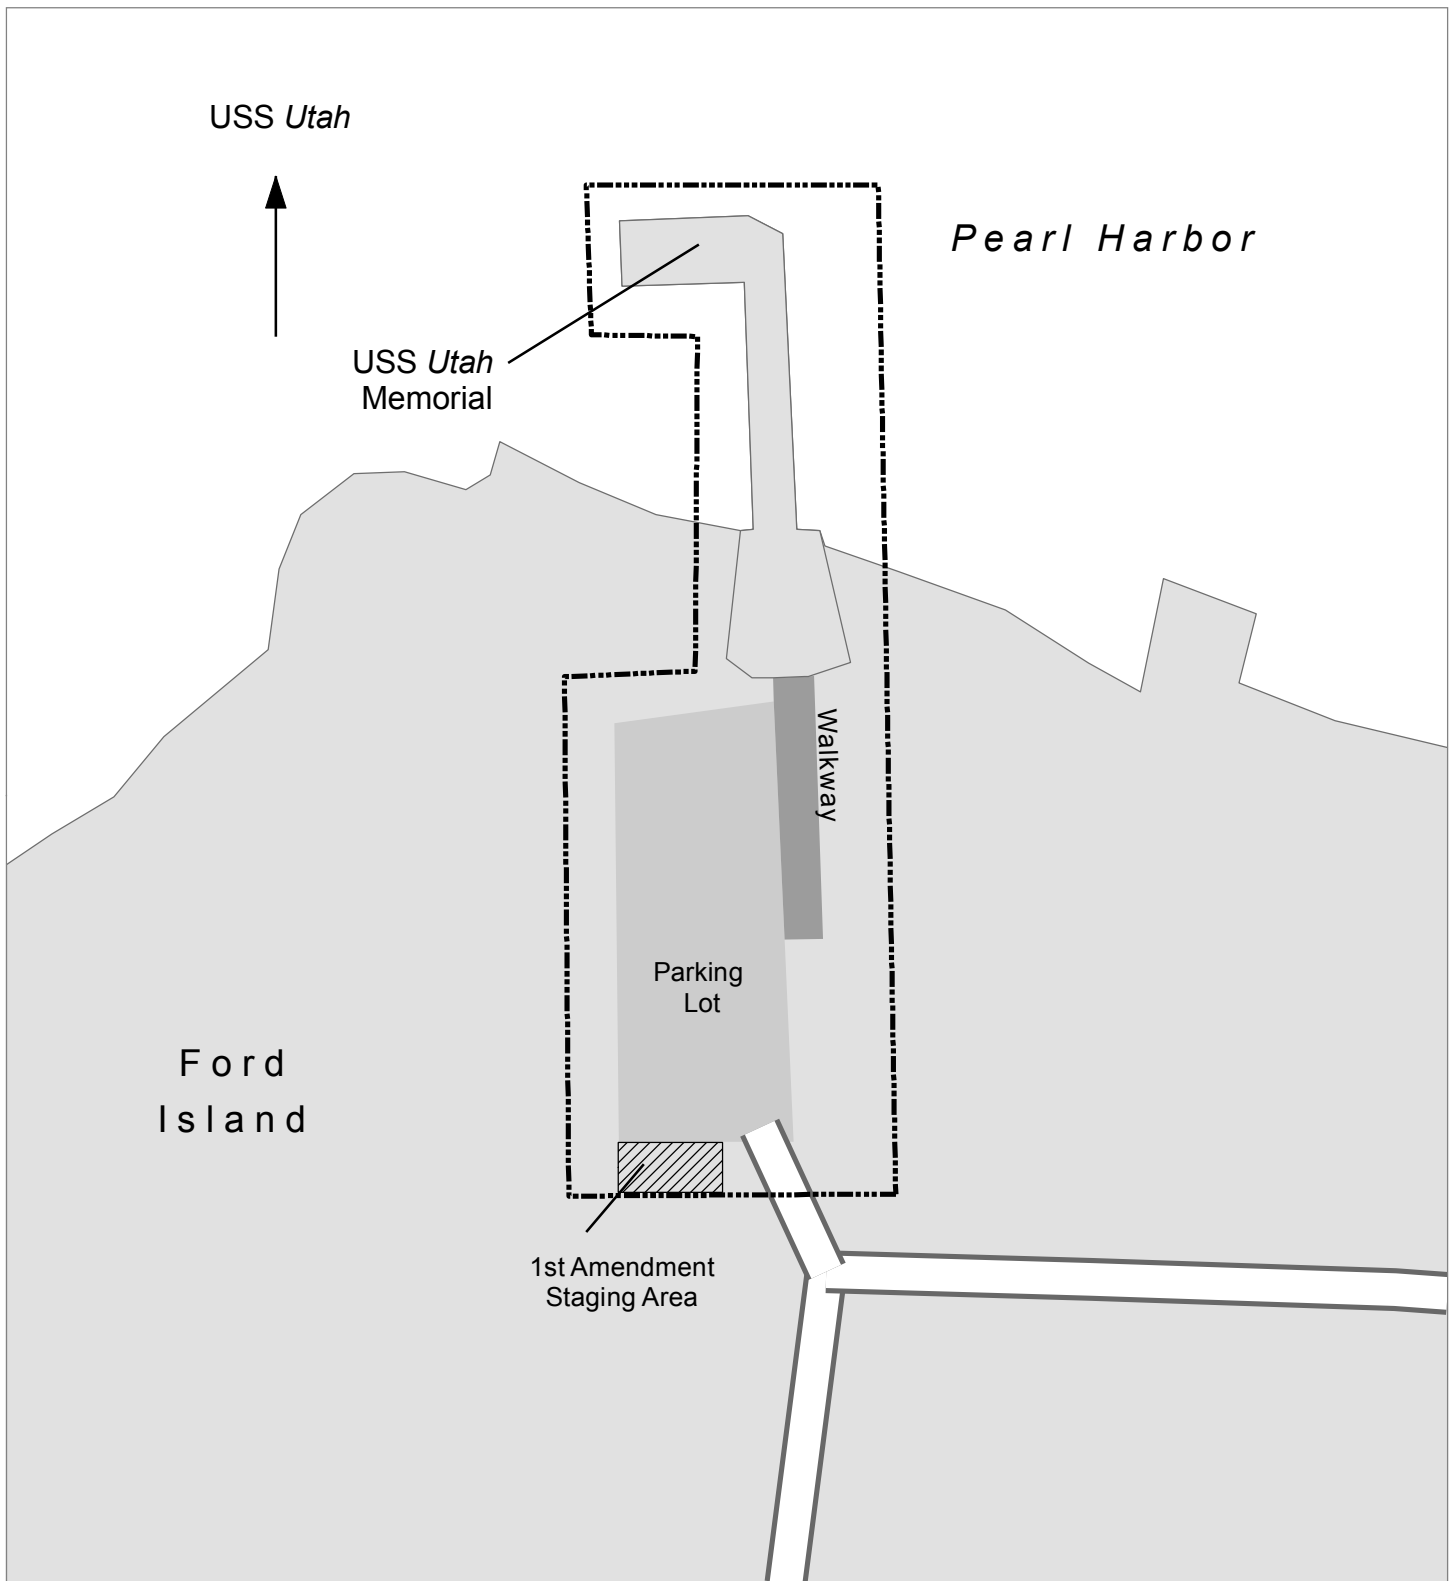 USS Utah
Pearl Harbor
USS Utah
Memorial
Walkway
Parking
Lot
Ford
Island
1st Amendment
Staging Area